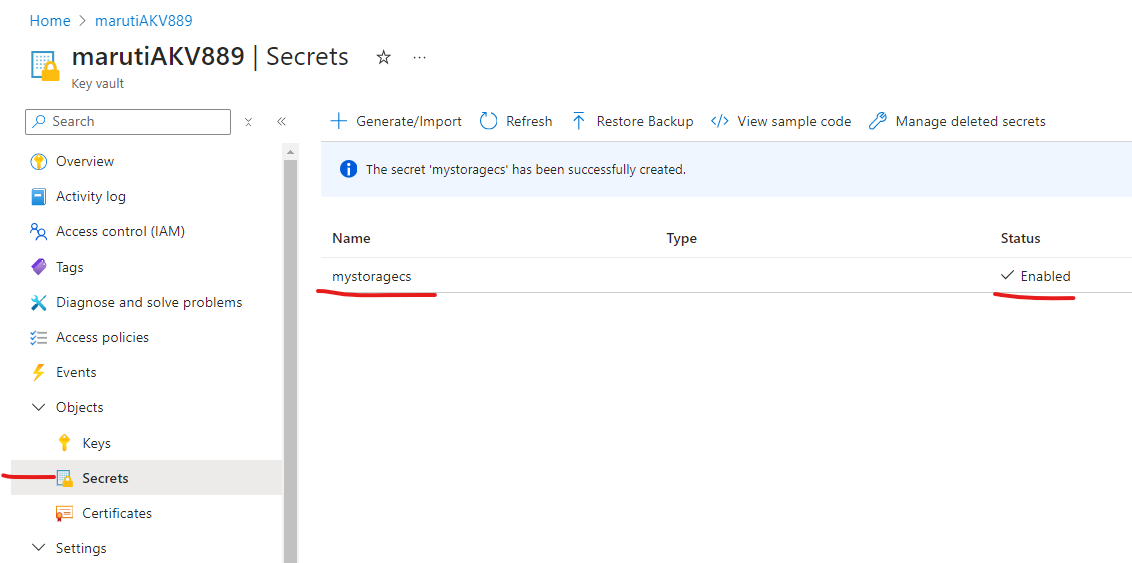 Home > marutiAKV889
marutiAKV889 | Secrets ☆ ...
Key vault
Search
Overview
Activity log
Access control (IAM)
Tags
Diagnose and solve problems
Access policies
Events
Objects
Keys
Secrets
Certificates
Settings
Generate/Import Refresh Restore Backup View sample code Manage deleted secrets
The secret 'mystoragecs' has been successfully created.
Name Type Status
mystoragecs Enabled